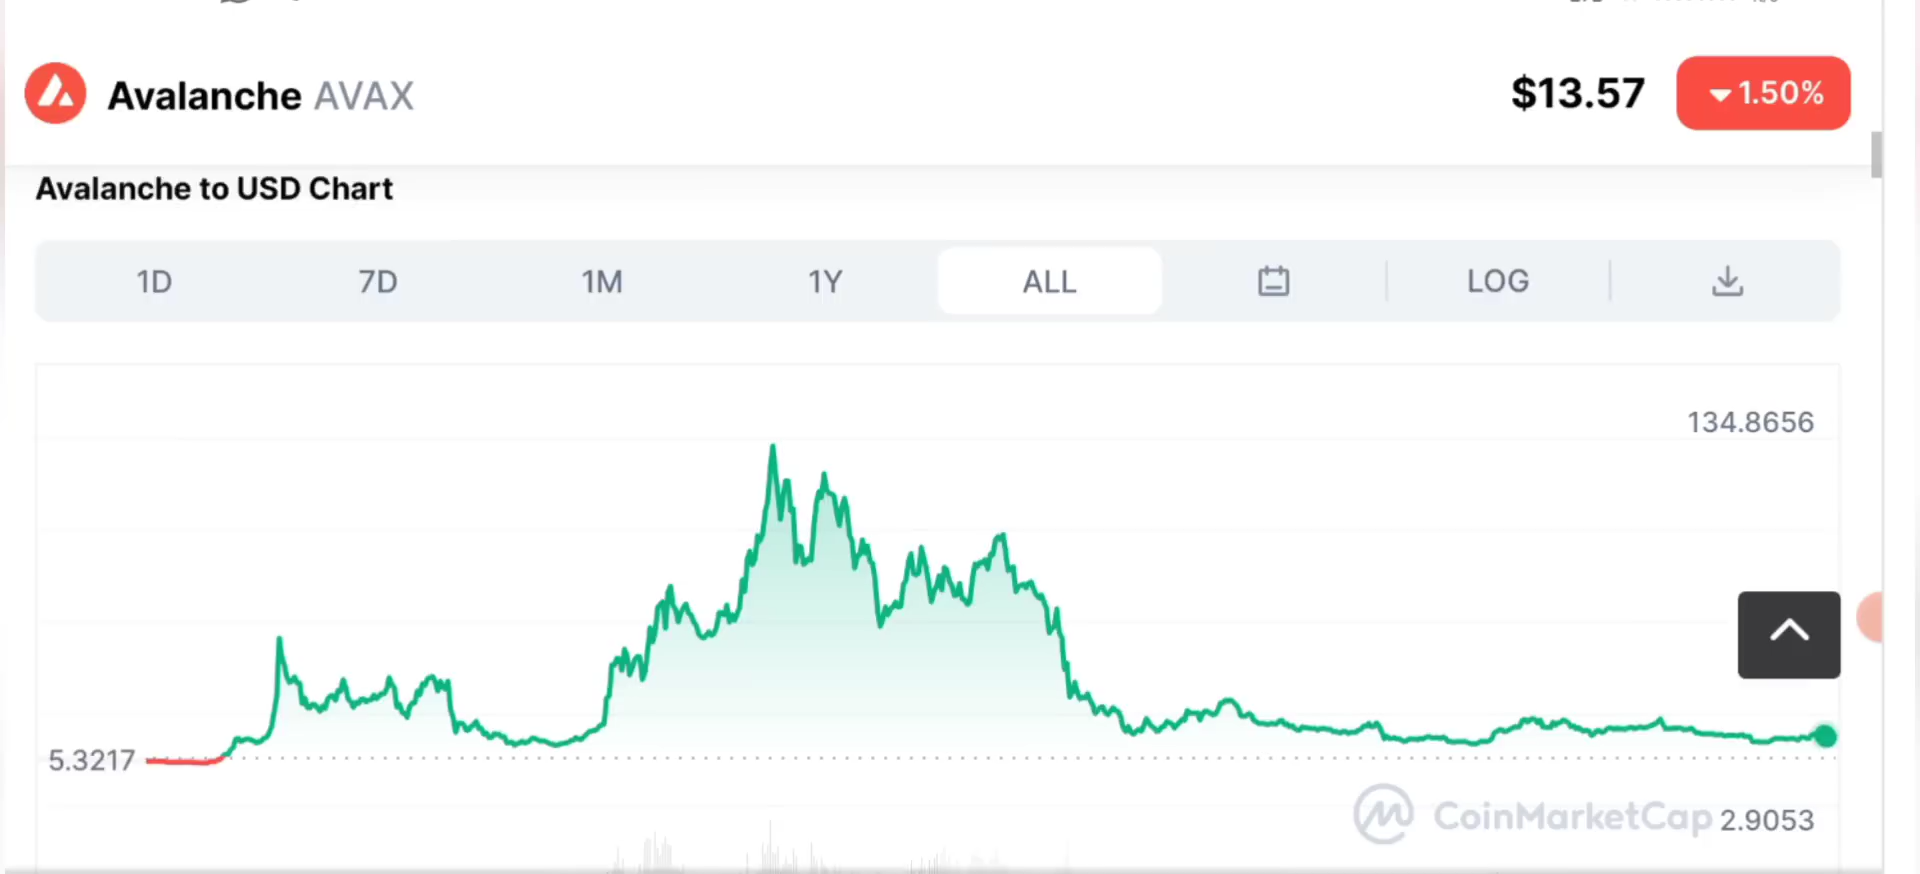 Avalanche AVAX
$13.57
1.50%
Avalanche to USD Chart
1D 7D 1M 1Y ALL LOG
134.8656
5.3217
CoinMarketCap 2.9053